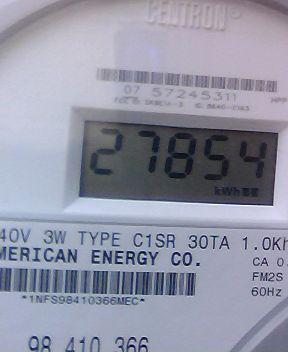 CENTRON®
07 57245311
27854
kWh
40V 3W TYPE C1SR 30TA 1.0Kh
MERICAN ENERGY CO.
CA 0.
FM2S
*1NFS98410366MEC*
60Hz
98 410 366